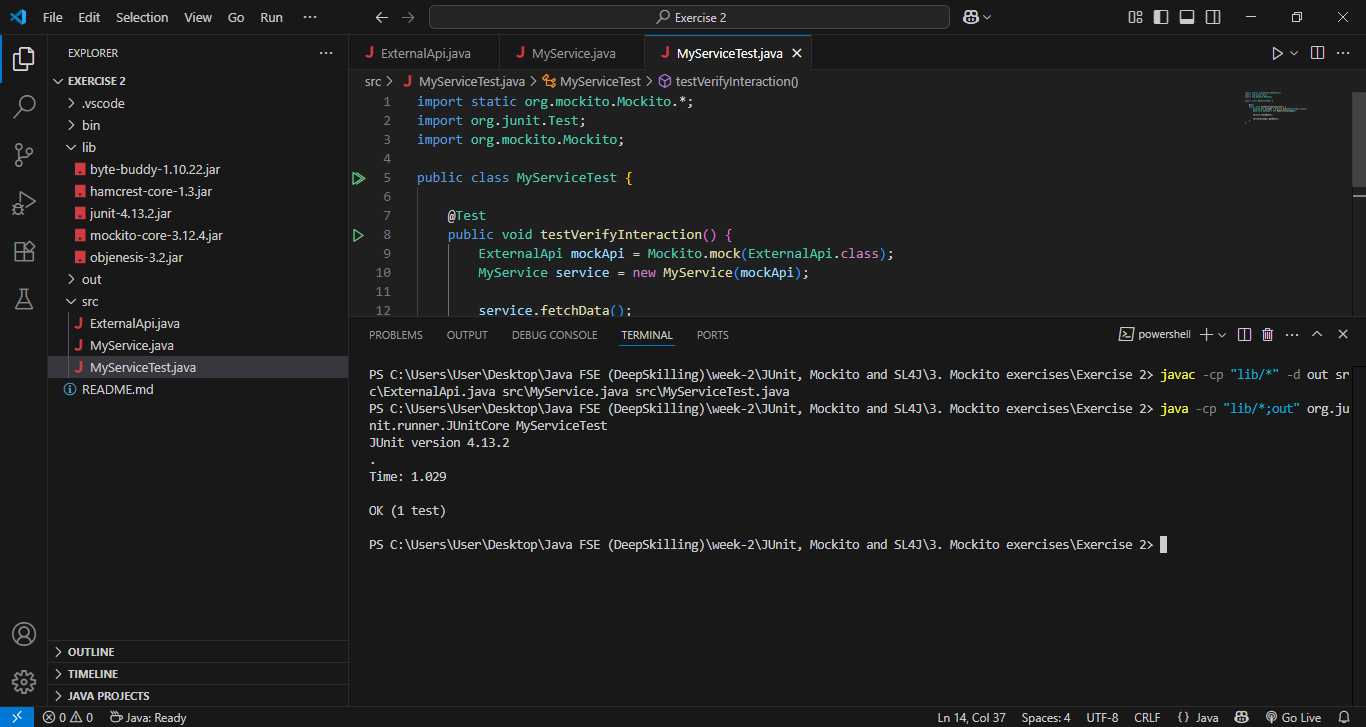 File Edit Selection View Go Run ··· Exercise 2
EXPLORER ···
EXERCISE 2
.vscode
bin
lib
byte-buddy-1.10.22.jar
hamcrest-core-1.3.jar
junit-4.13.2.jar
mockito-core-3.12.4.jar
objenesis-3.2.jar
out
src
ExternalApi.java
MyService.java
MyServiceTest.java
README.md
OUTLINE
TIMELINE
JAVA PROJECTS
ExternalApi.java MyService.java MyServiceTest.java
src > MyServiceTest.java > MyServiceTest > testVerifyInteraction()
1 import static org.mockito.Mockito.*;
2 import org.junit.Test;
3 import org.mockito.Mockito;
4
5 public class MyServiceTest {
6
7 @Test
8 public void testVerifyInteraction() {
9 ExternalApi mockApi = Mockito.mock(ExternalApi.class);
10 MyService service = new MyService(mockApi);
11
12 service.fetchData();
PROBLEMS OUTPUT DEBUG CONSOLE TERMINAL PORTS powershell
PS C:\Users\User\Desktop\Java FSE (DeepSkilling)\week-2\JUnit, Mockito and SL4J\3. Mockito exercises\Exercise 2> javac -cp "lib/*" -d out sr
c\ExternalApi.java src\MyService.java src\MyServiceTest.java
PS C:\Users\User\Desktop\Java FSE (DeepSkilling)\week-2\JUnit, Mockito and SL4J\3. Mockito exercises\Exercise 2> java -cp "lib/*;out" org.ju
nit.runner.JUnitCore MyServiceTest
JUnit version 4.13.2
.
Time: 1.029
OK (1 test)
PS C:\Users\User\Desktop\Java FSE (DeepSkilling)\week-2\JUnit, Mockito and SL4J\3. Mockito exercises\Exercise 2>
0 0 Java: Ready Ln 14, Col 37 Spaces: 4 UTF-8 CRLF {} Java Go Live